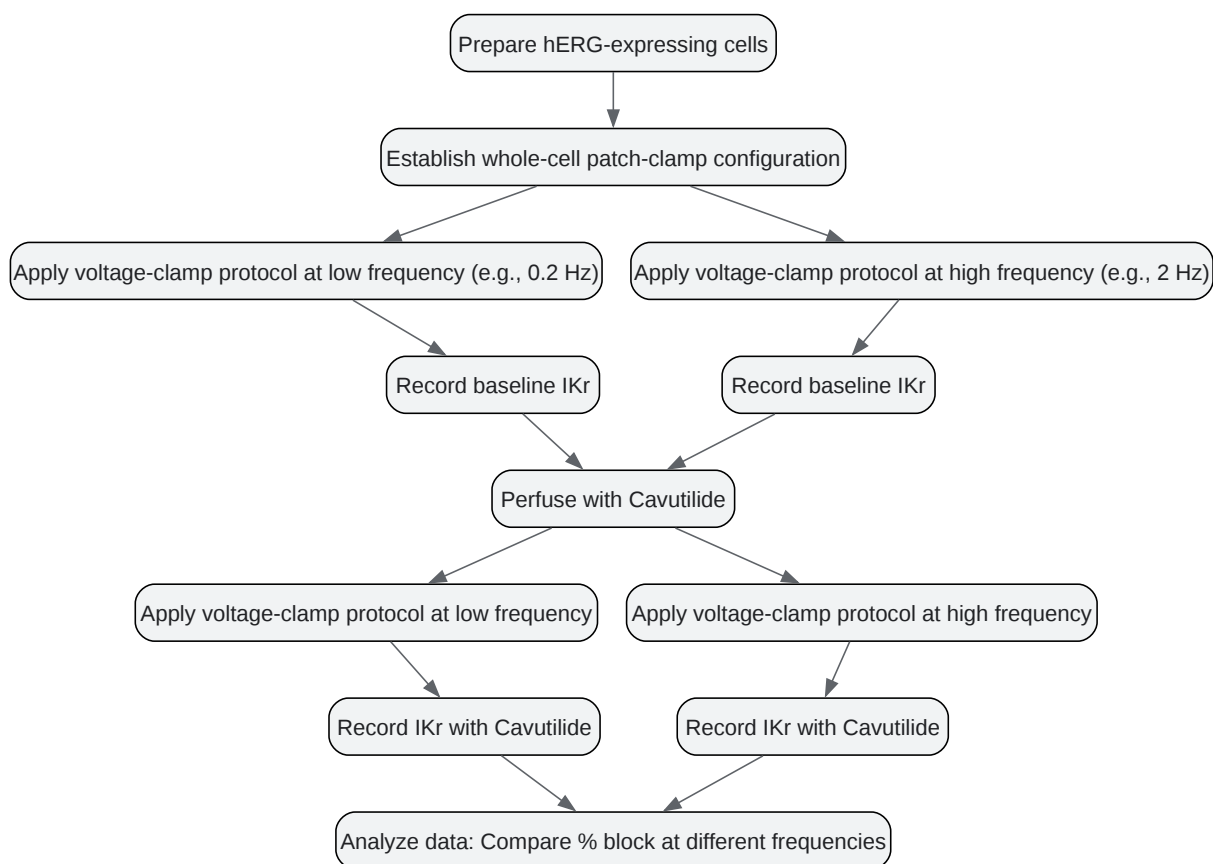 Prepare hERG-expressing cells
Establish whole-cell patch-clamp configuration
Apply voltage-clamp protocol at low frequency (e.g., 0.2 Hz)
Apply voltage-clamp protocol at high frequency (e.g., 2 Hz)
Record baseline IKr
Record baseline IKr
Perfuse with Cavutilide
Apply voltage-clamp protocol at low frequency
Apply voltage-clamp protocol at high frequency
Record IKr with Cavutilide
Record IKr with Cavutilide
Analyze data: Compare % block at different frequencies